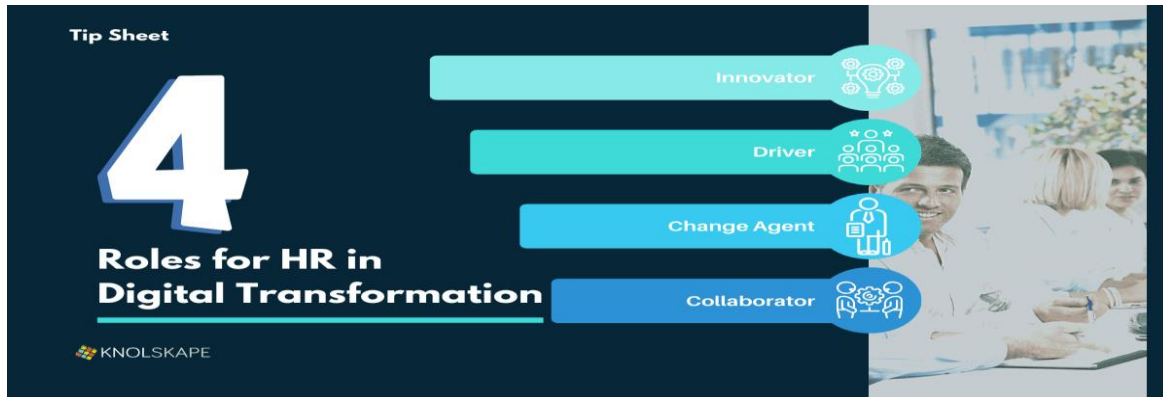 Tip Sheet
4
Roles for HR in
Digital Transformation
KNOLSKAPE
Innovator
Driver
Change Agent
Collaborator